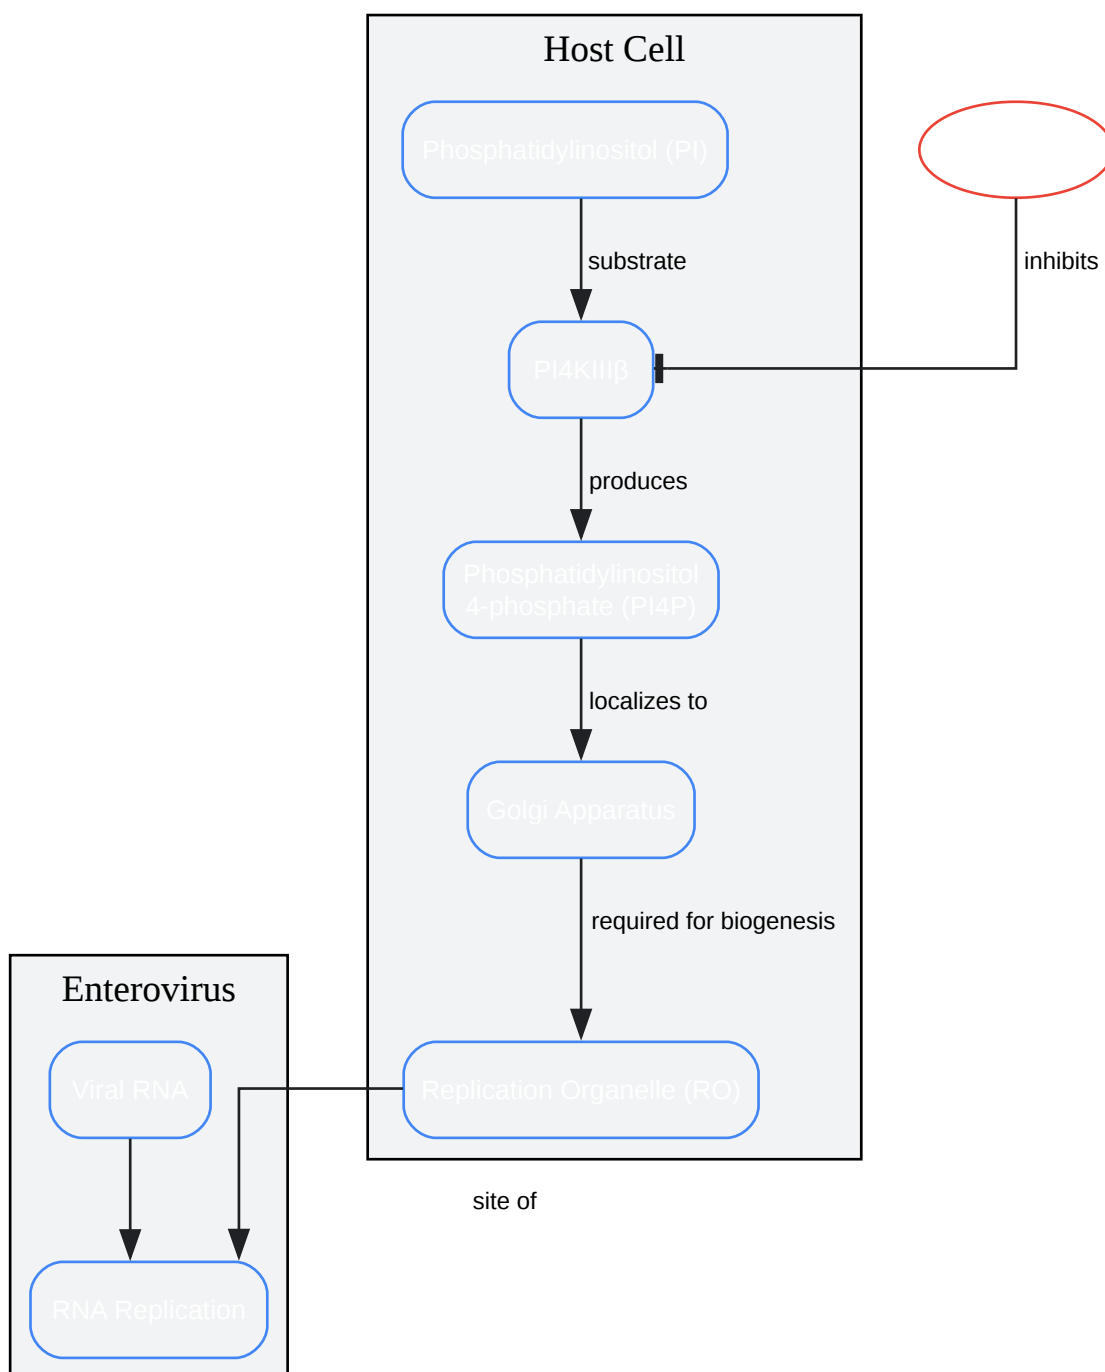 Host Cell
Phosphatidylinositol (PI)
substrate
inhibits
PI4KIIIβ
produces
Phosphatidylinositol
4-phosphate (PI4P)
localizes to
Golgi Apparatus
required for biogenesis
Enterovirus
Viral RNA
Replication Organelle (RO)
site of
RNA Replication